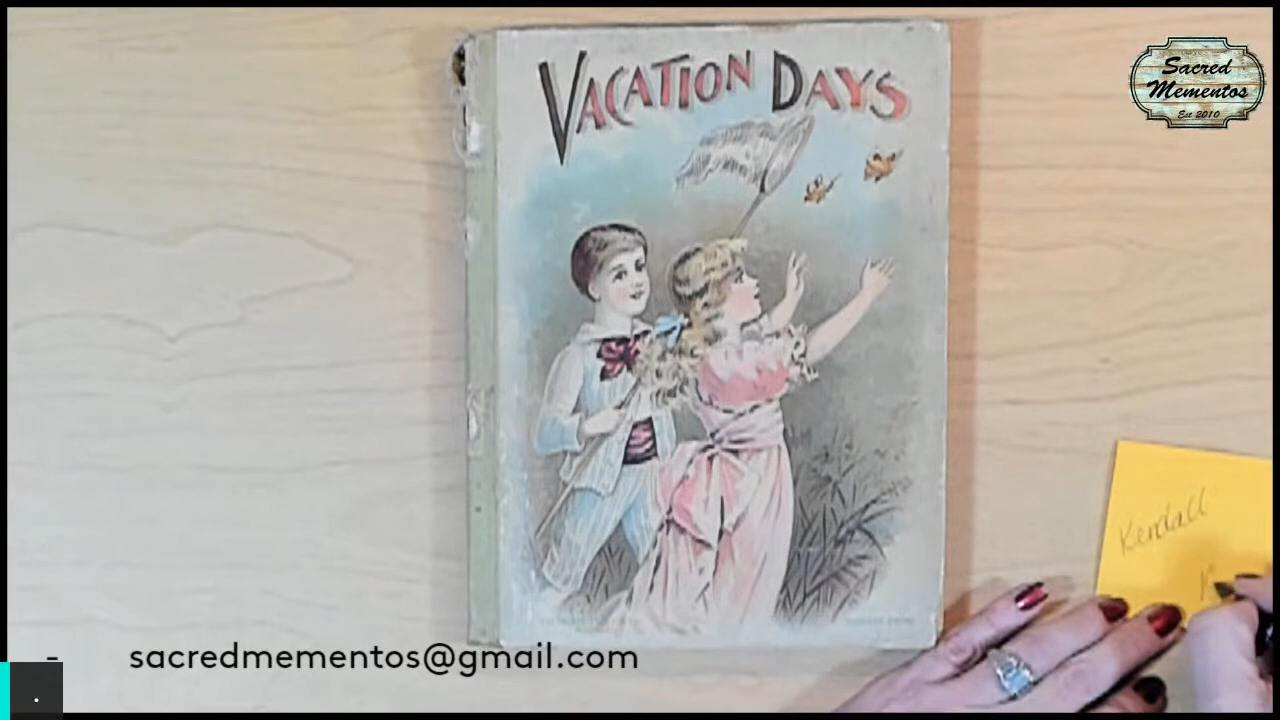 VACATION DAYS
Sacred
Mementos
Est 2010
Kendall
- sacredmementos@gmail.com
.